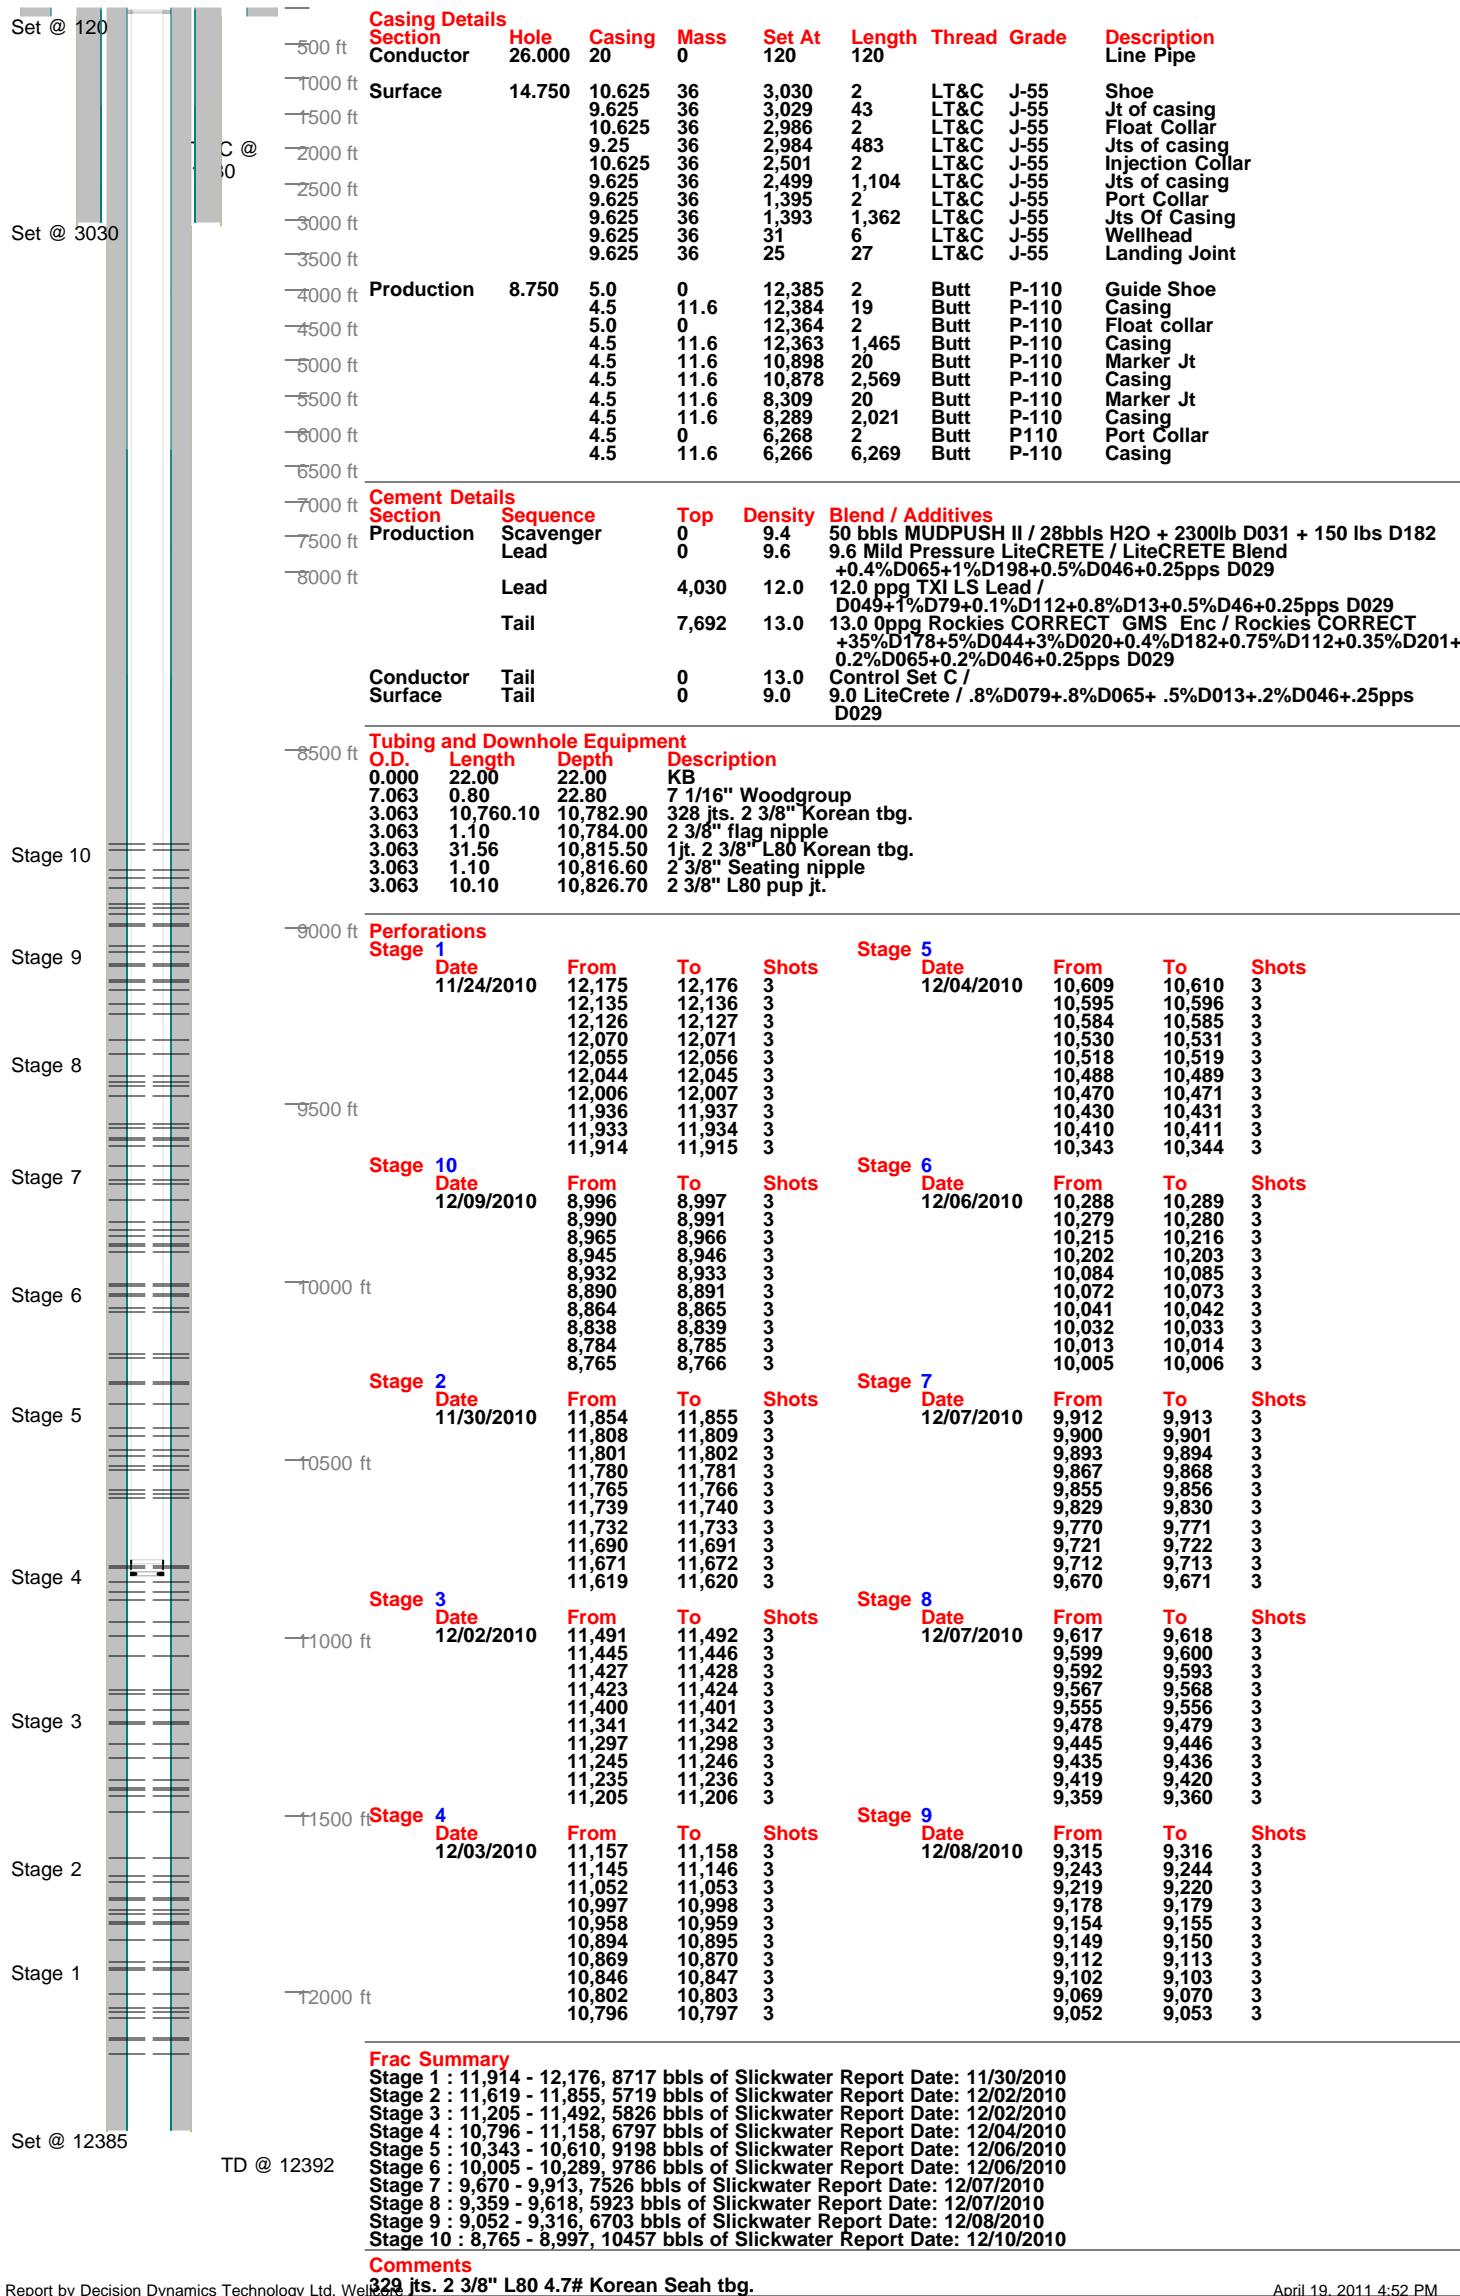 Set @ 120
C @
30
Set @ 3030
Stage 10
Stage 9
Stage 8
Stage 7
Stage 6
Stage 5
Stage 4
Stage 3
Stage 2
Stage 1
Set @ 12385
TD @ 12392
500 ft
1000 ft
1500 ft
2000 ft
2500 ft
3000 ft
3500 ft
4000 ft
4500 ft
5000 ft
5500 ft
6000 ft
6500 ft
7000 ft
7500 ft
8000 ft
8500 ft
9000 ft
9500 ft
10000 ft
10500 ft
11000 ft
11500 ft
12000 ft
Casing Details
Section Hole Casing Mass Set At Length Thread Grade Description
Conductor 26.000 20 0 120 120 Line Pipe
Surface 14.750 10.625 36 3,030 2 LT&C J-55 Shoe
9.625 36 3,029 43 LT&C J-55 Jt of casing
10.625 36 2,986 2 LT&C J-55 Float Collar
9.25 36 2,984 483 LT&C J-55 Jts of casing
10.625 36 2,501 2 LT&C J-55 Injection Collar
9.625 36 2,499 1,104 LT&C J-55 Jts of casing
9.625 36 1,395 2 LT&C J-55 Port Collar
9.625 36 1,393 1,362 LT&C J-55 Jts Of Casing
9.625 36 31 6 LT&C J-55 Wellhead
9.625 36 25 27 LT&C J-55 Landing Joint
Production 8.750 5.0 0 12,385 2 Butt P-110 Guide Shoe
4.5 11.6 12,384 19 Butt P-110 Casing
5.0 0 12,364 2 Butt P-110 Float collar
4.5 11.6 12,363 1,465 Butt P-110 Casing
4.5 11.6 10,898 20 Butt P-110 Marker Jt
4.5 11.6 10,878 2,569 Butt P-110 Casing
4.5 11.6 8,309 20 Butt P-110 Marker Jt
4.5 11.6 8,289 2,021 Butt P-110 Casing
4.5 0 6,268 2 Butt P110 Port Collar
4.5 11.6 6,266 6,269 Butt P-110 Casing
Cement Details
Section Sequence Top Density Blend / Additives
Production Scavenger 0 9.4 50 bbls MUDPUSH II / 28bbls H2O + 2300lb D031 + 150 lbs D182
Lead 0 9.6 9.6 Mild Pressure LiteCRETE / LiteCRETE Blend
+0.4%D065+1%D198+0.5%D046+0.25pps D029
Lead 4,030 12.0 12.0 ppg TXI LS Lead /
D049+1%D79+0.1%D112+0.8%D13+0.5%D46+0.25pps D029
Tail 7,692 13.0 13.0 0ppg Rockies CORRECT GMS Enc / Rockies CORRECT
+35%D178+5%D044+3%D020+0.4%D182+0.75%D112+0.35%D201+
0.2%D065+0.2%D046+0.25pps D029
Conductor Tail 0 13.0 Control Set C /
Surface Tail 0 9.0 9.0 LiteCrete / .8%D079+.8%D065+ .5%D013+.2%D046+.25pps
D029
Tubing and Downhole Equipment
O.D. Length Depth Description
0.000 22.00 22.00 KB
7.063 0.80 22.80 7 1/16" Woodgroup
3.063 10,760.10 10,782.90 328 jts. 2 3/8" Korean tbg.
3.063 1.10 10,784.00 2 3/8" flag nipple
3.063 31.56 10,815.50 1jt. 2 3/8" L80 Korean tbg.
3.063 1.10 10,816.60 2 3/8" Seating nipple
3.063 10.10 10,826.70 2 3/8" L80 pup jt.
Perforations
Stage 1
Date From To Shots
11/24/2010 12,175 12,176 3
12,135 12,136 3
12,126 12,127 3
12,070 12,071 3
12,055 12,056 3
12,044 12,045 3
12,006 12,007 3
11,936 11,937 3
11,933 11,934 3
11,914 11,915 3
Stage 10
Date From To Shots
12/09/2010 8,996 8,997 3
8,990 8,991 3
8,965 8,966 3
8,945 8,946 3
8,932 8,933 3
8,890 8,891 3
8,864 8,865 3
8,838 8,839 3
8,784 8,785 3
8,765 8,766 3
Stage 2
Date From To Shots
11/30/2010 11,854 11,855 3
11,808 11,809 3
11,801 11,802 3
11,780 11,781 3
11,765 11,766 3
11,739 11,740 3
11,732 11,733 3
11,690 11,691 3
11,671 11,672 3
11,619 11,620 3
Stage 3
Date From To Shots
12/02/2010 11,491 11,492 3
11,445 11,446 3
11,427 11,428 3
11,423 11,424 3
11,400 11,401 3
11,341 11,342 3
11,297 11,298 3
11,245 11,246 3
11,235 11,236 3
11,205 11,206 3
Stage 4
Date From To Shots
12/03/2010 11,157 11,158 3
11,145 11,146 3
11,052 11,053 3
10,997 10,998 3
10,958 10,959 3
10,894 10,895 3
10,869 10,870 3
10,846 10,847 3
10,802 10,803 3
10,796 10,797 3
Stage 5
Date From To Shots
12/04/2010 10,609 10,610 3
10,595 10,596 3
10,584 10,585 3
10,530 10,531 3
10,518 10,519 3
10,488 10,489 3
10,470 10,471 3
10,430 10,431 3
10,410 10,411 3
10,343 10,344 3
Stage 6
Date From To Shots
12/06/2010 10,288 10,289 3
10,279 10,280 3
10,215 10,216 3
10,202 10,203 3
10,084 10,085 3
10,072 10,073 3
10,041 10,042 3
10,032 10,033 3
10,013 10,014 3
10,005 10,006 3
Stage 7
Date From To Shots
12/07/2010 9,912 9,913 3
9,900 9,901 3
9,893 9,894 3
9,867 9,868 3
9,855 9,856 3
9,829 9,830 3
9,770 9,771 3
9,721 9,722 3
9,712 9,713 3
9,670 9,671 3
Stage 8
Date From To Shots
12/07/2010 9,617 9,618 3
9,599 9,600 3
9,592 9,593 3
9,567 9,568 3
9,555 9,556 3
9,478 9,479 3
9,445 9,446 3
9,435 9,436 3
9,419 9,420 3
9,359 9,360 3
Stage 9
Date From To Shots
12/08/2010 9,315 9,316 3
9,243 9,244 3
9,219 9,220 3
9,178 9,179 3
9,154 9,155 3
9,149 9,150 3
9,112 9,113 3
9,102 9,103 3
9,069 9,070 3
9,052 9,053 3
Frac Summary
Stage 1 : 11,914 - 12,176, 8717 bbls of Slickwater Report Date: 11/30/2010
Stage 2 : 11,619 - 11,855, 5719 bbls of Slickwater Report Date: 12/02/2010
Stage 3 : 11,205 - 11,492, 5826 bbls of Slickwater Report Date: 12/02/2010
Stage 4 : 10,796 - 11,158, 6797 bbls of Slickwater Report Date: 12/04/2010
Stage 5 : 10,343 - 10,610, 9198 bbls of Slickwater Report Date: 12/06/2010
Stage 6 : 10,005 - 10,289, 9786 bbls of Slickwater Report Date: 12/06/2010
Stage 7 : 9,670 - 9,913, 7526 bbls of Slickwater Report Date: 12/07/2010
Stage 8 : 9,359 - 9,618, 5923 bbls of Slickwater Report Date: 12/07/2010
Stage 9 : 9,052 - 9,316, 6703 bbls of Slickwater Report Date: 12/08/2010
Stage 10 : 8,765 - 8,997, 10457 bbls of Slickwater Report Date: 12/10/2010
Comments
329 jts. 2 3/8" L80 4.7# Korean Seah tbg.
Report by Decision Dynamics Technology Ltd.
April 19, 2011 4:52 PM